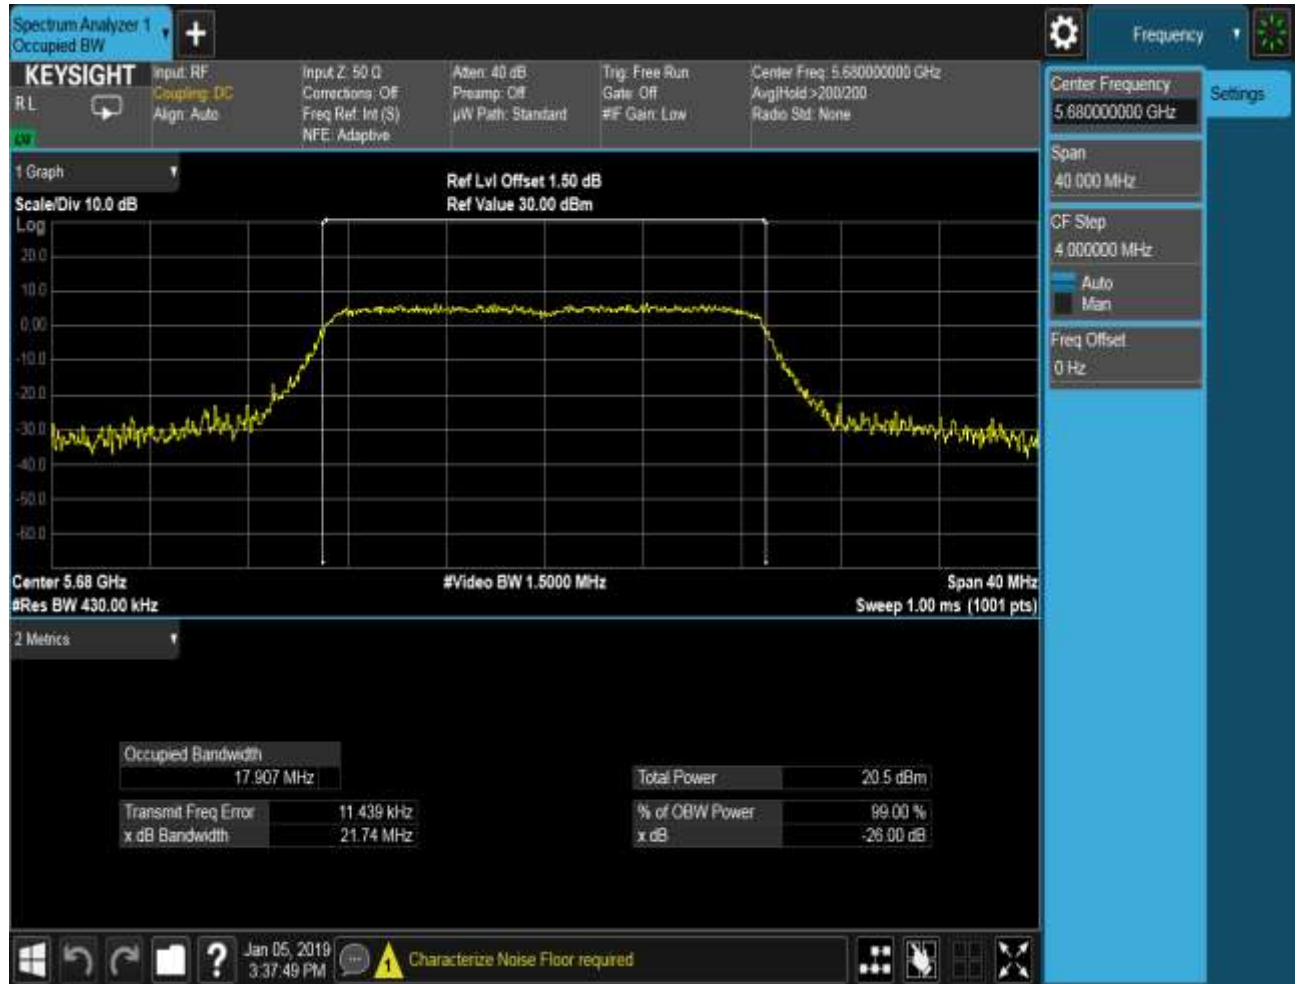 Spectrum Analyzer 1
Occupied BW
Frequency
KEYSIGHT
R L
Input: RF
Coupling: DC
Align: Auto
Input Z: 50 Ω
Corrections: Off
Freq Ref: Int (S)
NFE: Adaptive
Atten: 40 dB
Preamp: Off
µW Path: Standard
Trig: Free Run
Gate: Off
#IF Gain: Low
Center Freq: 5.680000000 GHz
Avg|Hold:>200/200
Radio Std: None
Center Frequency
5.680000000 GHz
Settings
Span
40.000 MHz
CF Step
4.000000 MHz
Auto
Man
Freq Offset
0 Hz
1 Graph
Scale/Div 10.0 dB
Ref Lvl Offset 1.50 dB
Ref Value 30.00 dBm
Log
20.0
10.0
0.00
-10.0
-20.0
-30.0
-40.0
-50.0
-60.0
Center 5.68 GHz
#Video BW 1.5000 MHz
Span 40 MHz
#Res BW 430.00 kHz
Sweep 1.00 ms (1001 pts)
2 Metrics
Occupied Bandwidth
17.907 MHz
Total Power 20.5 dBm
Transmit Freq Error 11.439 kHz
% of OBW Power 99.00 %
x dB Bandwidth 21.74 MHz
x dB -26.00 dB
?
Jan 05, 2019
3:37:49 PM
1
Characterize Noise Floor required